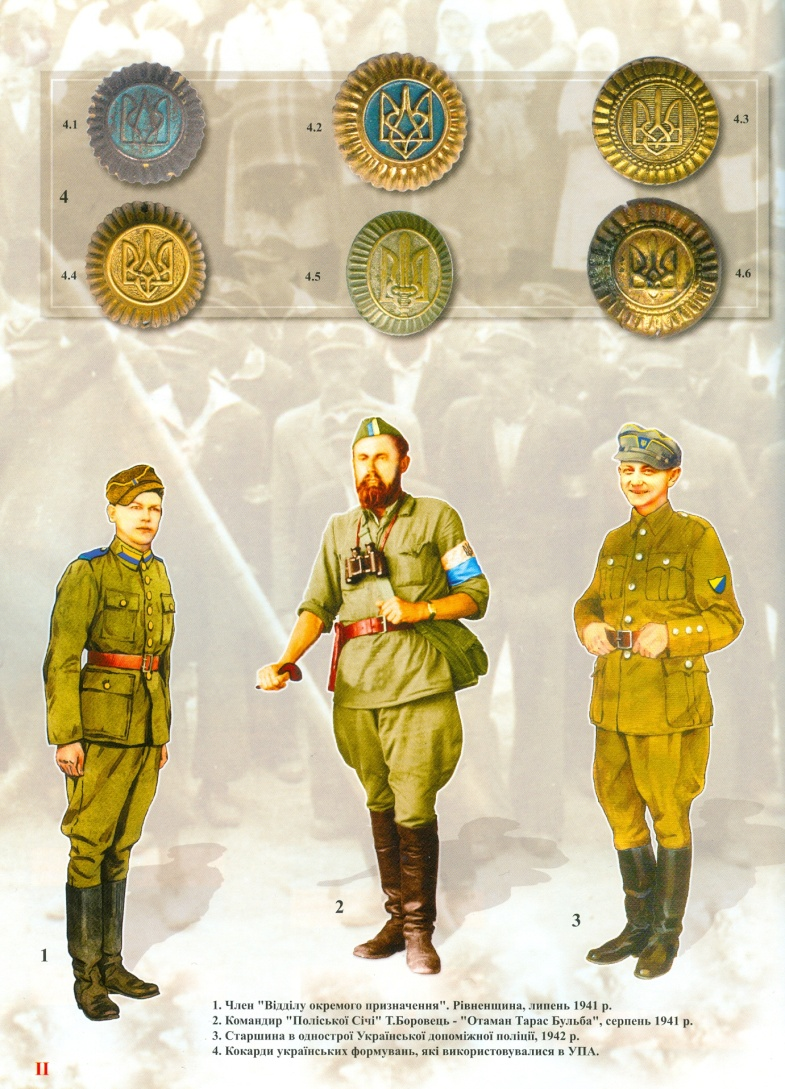 4.1
4.2
4.3
4
4.4
4.5
4.6
1
2
3
1. Член "Відділу окремого призначення". Рівненщина, липень 1941 р.
2. Командир "Поліської Січі" Т.Боровець - "Отаман Тарас Бульба", серпень 1941 р.
3. Старшина в однострої Української допоміжної поліції, 1942 р.
4. Кокарди українських формувань, які використовувалися в УПА.
II